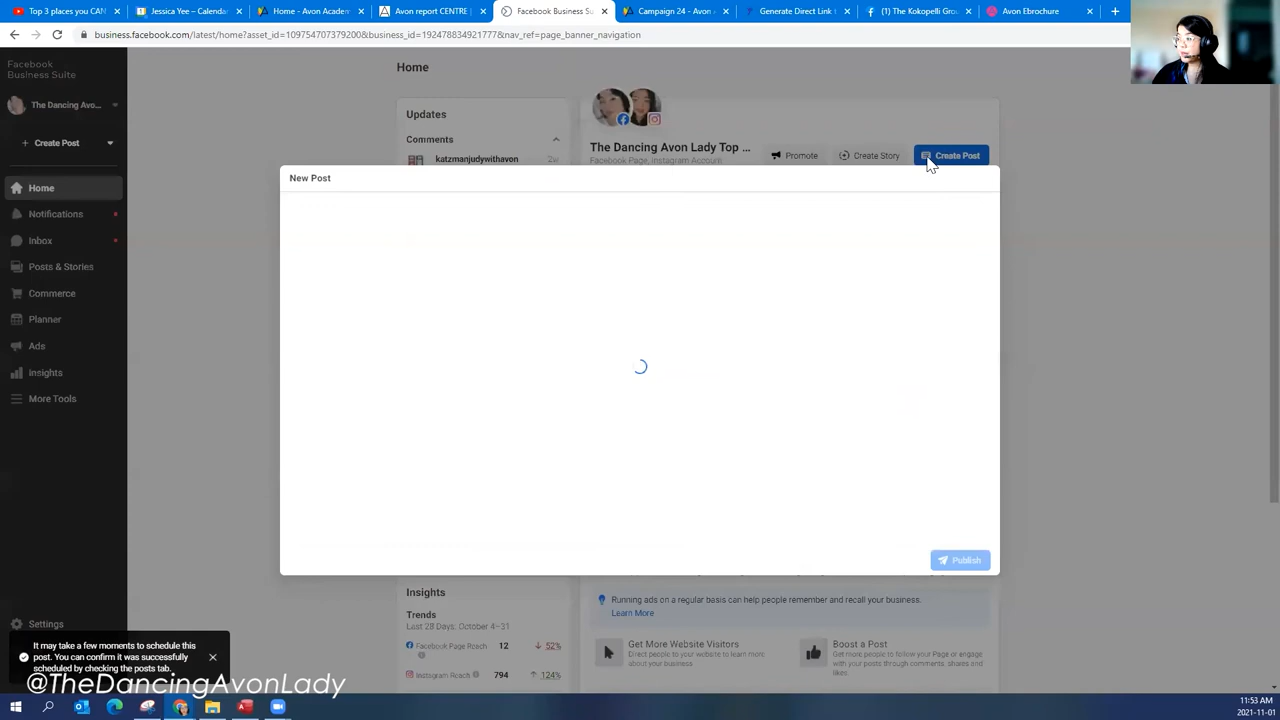 Top 3 places you CAN
Jessica Yee – Calenda
Home - Avon Academ
Avon report CENTRE |
Facebook Business Su
Campaign 24 - Avon
Generate Direct Link
(1) The Kokopelli Gro
Avon Ebrochure
business.facebook.com/latest/home?asset_id=109754707379200&business_id=192478834921777&nav_ref=page_banner_navigation
Facebook
Business Suite
The Dancing Avo...
Create Post
Home
Notifications
Inbox
Posts & Stories
Commerce
Planner
Ads
Insights
More Tools
Settings
Home
Updates
Comments
katzmanjudywithavon
The Dancing Avon Lady Top ...
Facebook Page, Instagram Account
Promote
Create Story
Create Post
New Post
Publish
Insights
Trends
Last 28 Days: October 4–31
Facebook Page Reach 12 52%
Instagram Reach 794 124%
Running ads on a regular basis can help people remember and recall your business.
Learn More
Get More Website Visitors
Direct people to your website to learn more
about your business
Boost a Post
Get more people to follow your Page or engage
with your posts through comments, shares and
likes
It may take a few moments to schedule this
post. You can confirm it was successfully
scheduled by checking the posts tab.
@TheDancingAvonLady
11:53 AM
2021-11-01